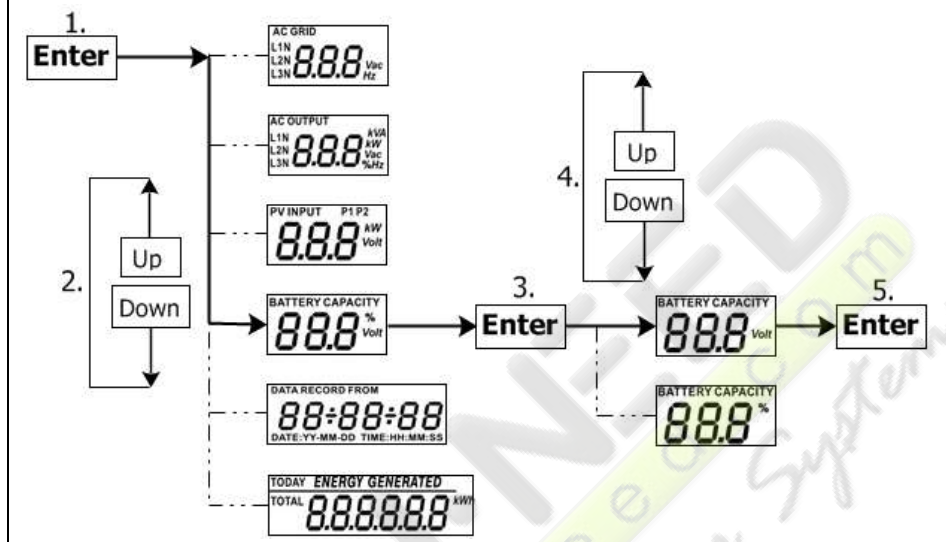 1.
Enter
AC GRID
L1N
L2N
L3N
8.8.8
Vac
Hz
AC OUTPUT
L1N
L2N
L3N
8.8.8
kVA
kW
Vac
%Hz
PV INPUT P1 P2
8.8.8
kW
Volt
2.
Up
Down
BATTERY CAPACITY
88.8
%
Volt
3.
Enter
4.
Up
Down
BATTERY CAPACITY
88.8 Volt
5.
Enter
BATTERY CAPACITY
88.8 %
DATA RECORD FROM
88:88:88
DATE:YY-MM-DD TIME:HH:MM:SS
TODAY ENERGY GENERATED
TOTAL 8.8.8.8.8.8 kWh
NEED
e.com
System